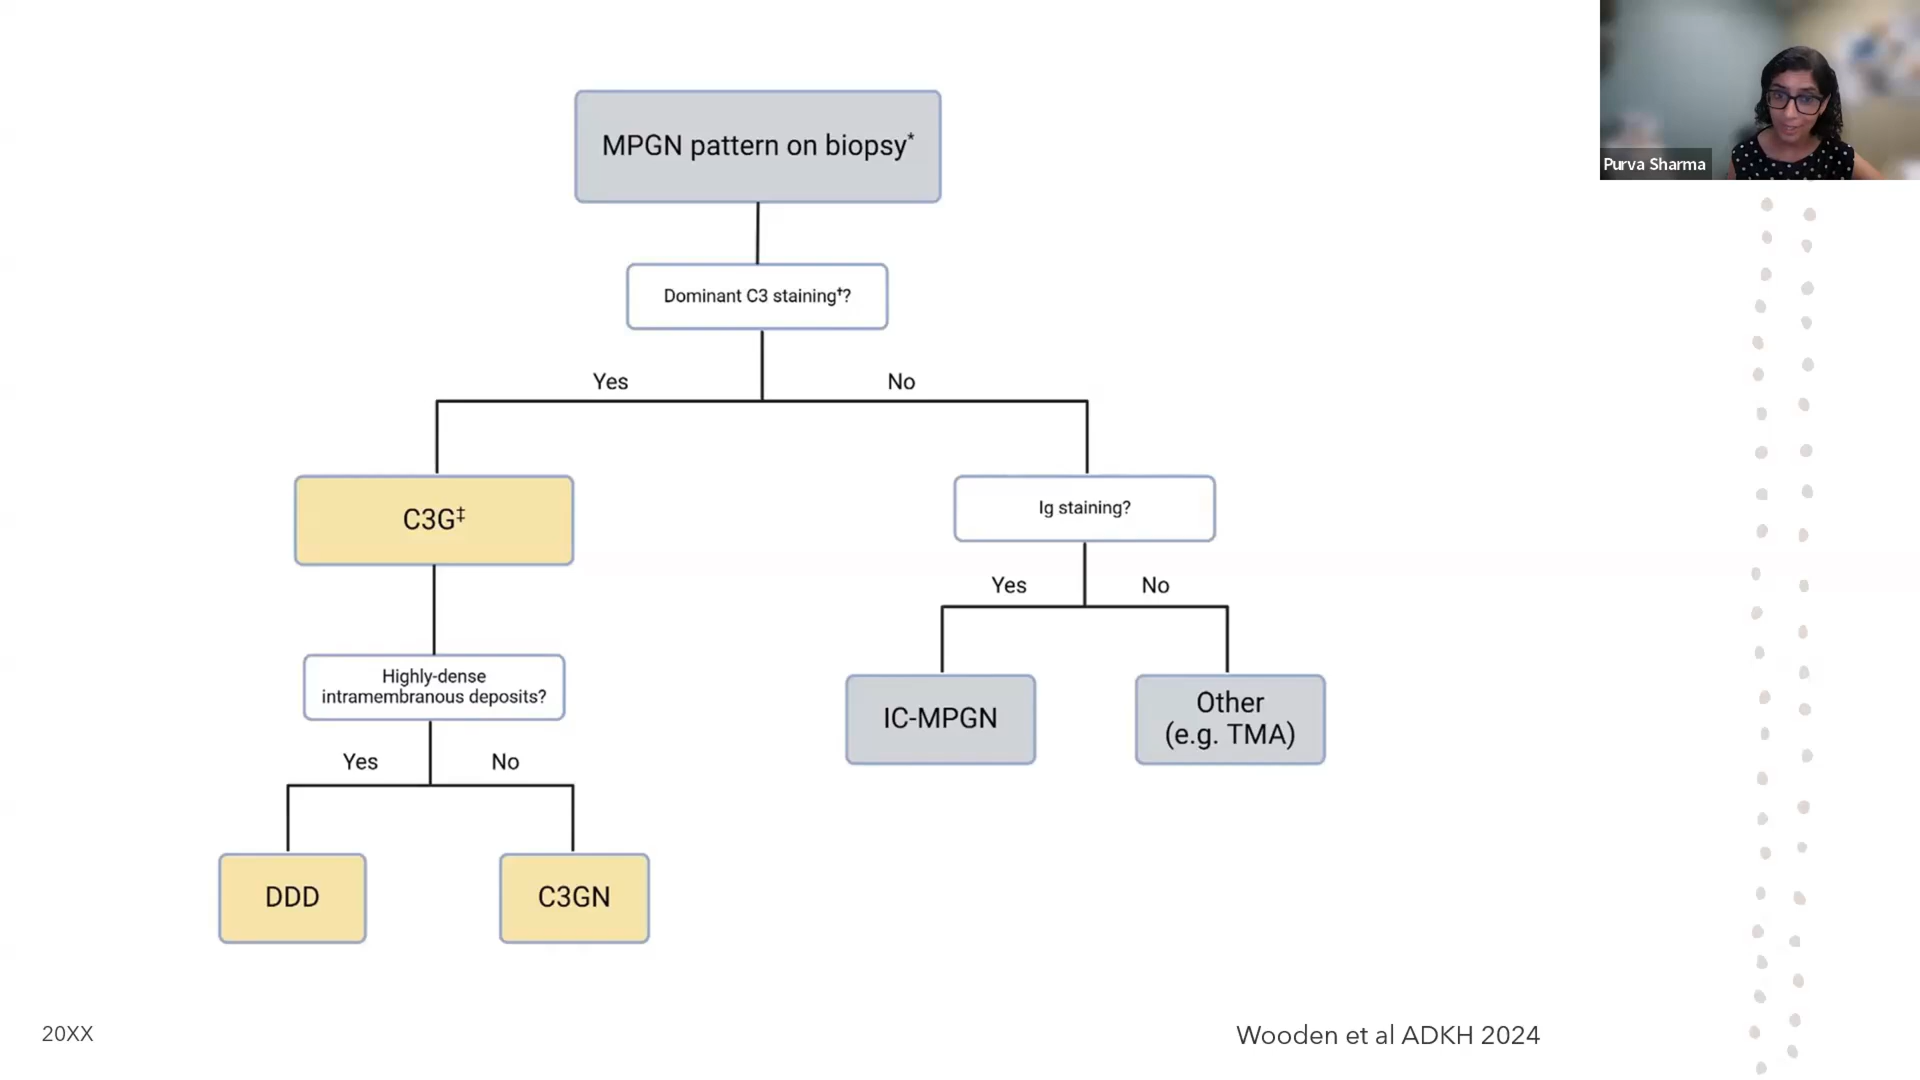 Purva Sharma
MPGN pattern on biopsy*
Dominant C3 staining†?
Yes
No
C3G‡
Ig staining?
Yes
No
Highly-dense
intramembranous deposits?
IC-MPGN
Other
(e.g. TMA)
Yes
No
DDD
C3GN
20XX
Wooden et al ADKH 2024